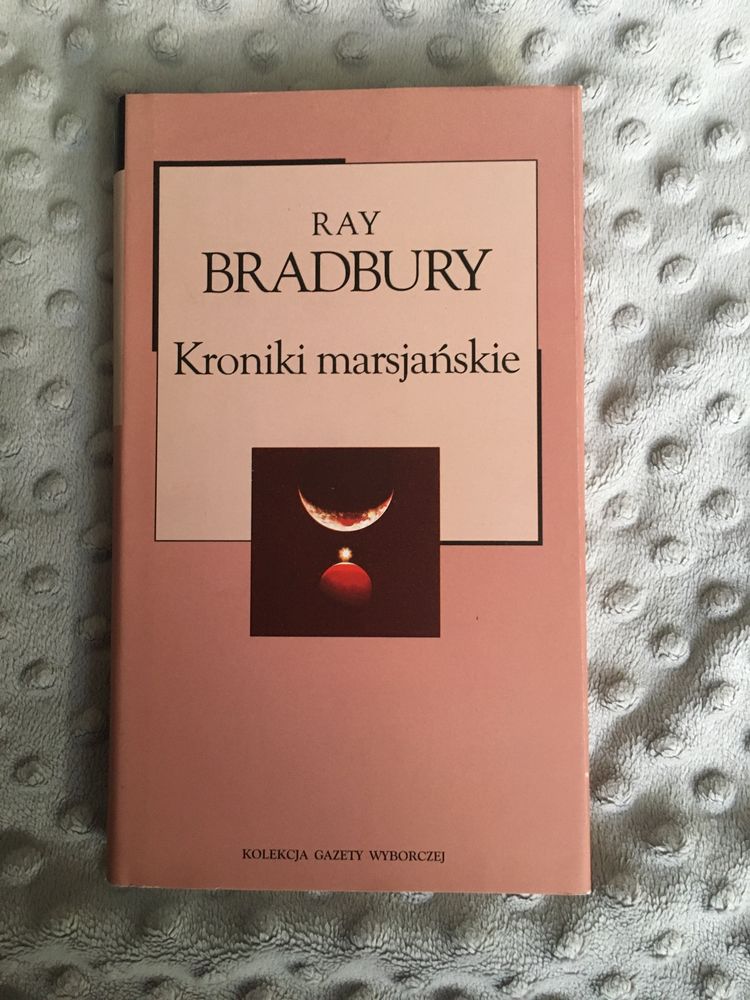 RAY
BRADBURY
Kroniki marsjańskie
KOLEKCJA GAZETY WYBORCZEJ